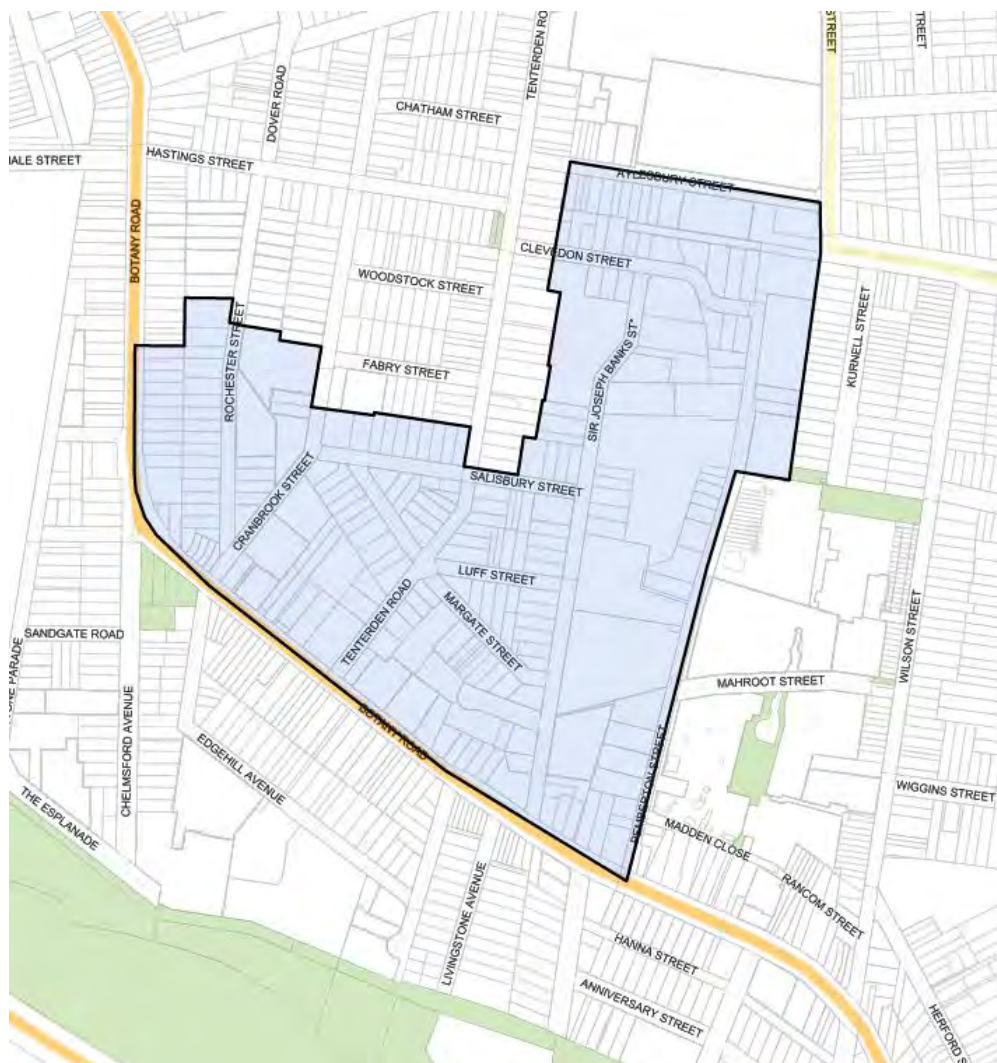 STREET
STREET
TENTERDEN RO
DOVER ROAD
CHATHAM STREET
HASTINGS STREET
ALE STREET
AYLESBURY STREET
BOTANY ROAD
CLEVEDON STREET
WOODSTOCK STREET
KURNELL STREET
ROCHESTER STREET
FABRY STREET
SIR JOSEPH BANKS ST*
CRANBROOK STREET
SALISBURY STREET
LUFF STREET
TENTERDEN ROAD
MARGATE STREET
SANDGATE ROAD
WILSON STREET
MAHROOT STREET
ONE PARADE
CHELMSFORD AVENUE
BOTANY ROAD
EDGEHILL AVENUE
PEMBERTON STREET
WIGGINS STREET
THE ESPLANADE
MADDEN CLOSE
RANCOM STREET
LIVINGSTONE AVENUE
HANNA STREET
ANNIVERSARY STREET
HERFORD S